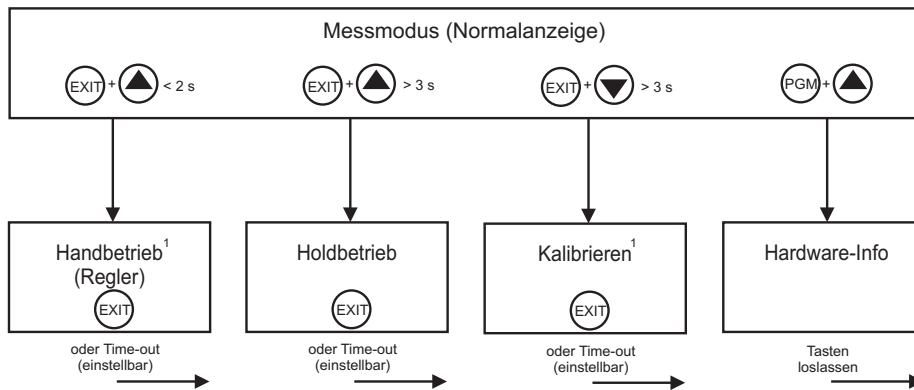 Messmodus (Normalanzeige)
EXIT + < 2 s
EXIT + > 3 s
EXIT + > 3 s
PGM +
Handbetrieb¹
(Regler)
EXIT
Holdbetrieb
EXIT
Kalibrieren¹
EXIT
Hardware-Info
oder Time-out
(einstellbar)
oder Time-out
(einstellbar)
oder Time-out
(einstellbar)
Tasten
loslassen